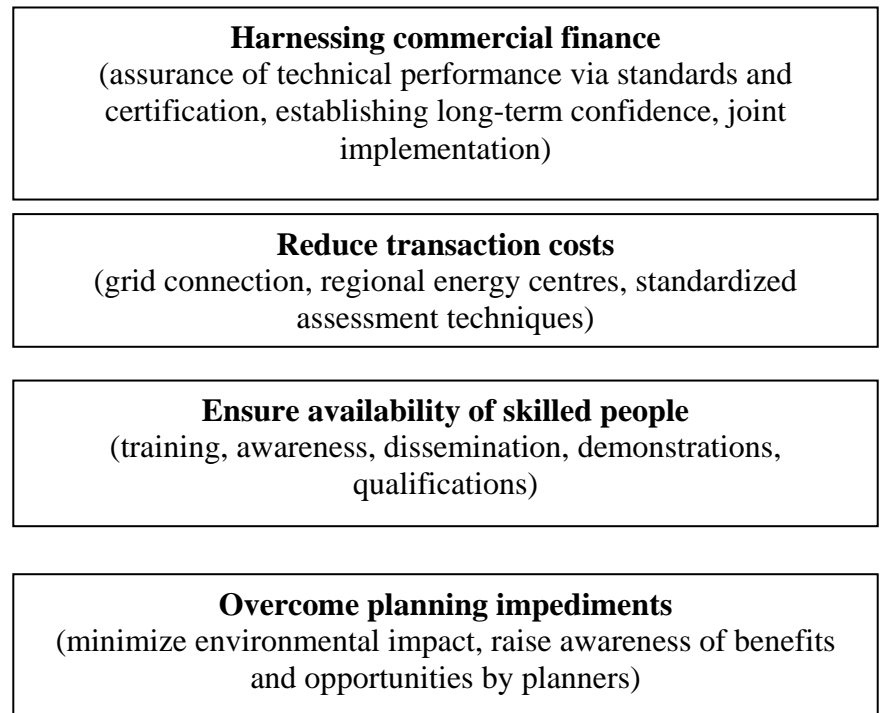 Harnessing commercial finance
(assurance of technical performance via standards and
certification, establishing long-term confidence, joint
implementation)
Reduce transaction costs
(grid connection, regional energy centres, standardized
assessment techniques)
Ensure availability of skilled people
(training, awareness, dissemination, demonstrations,
qualifications)
Overcome planning impediments
(minimize environmental impact, raise awareness of benefits
and opportunities by planners)